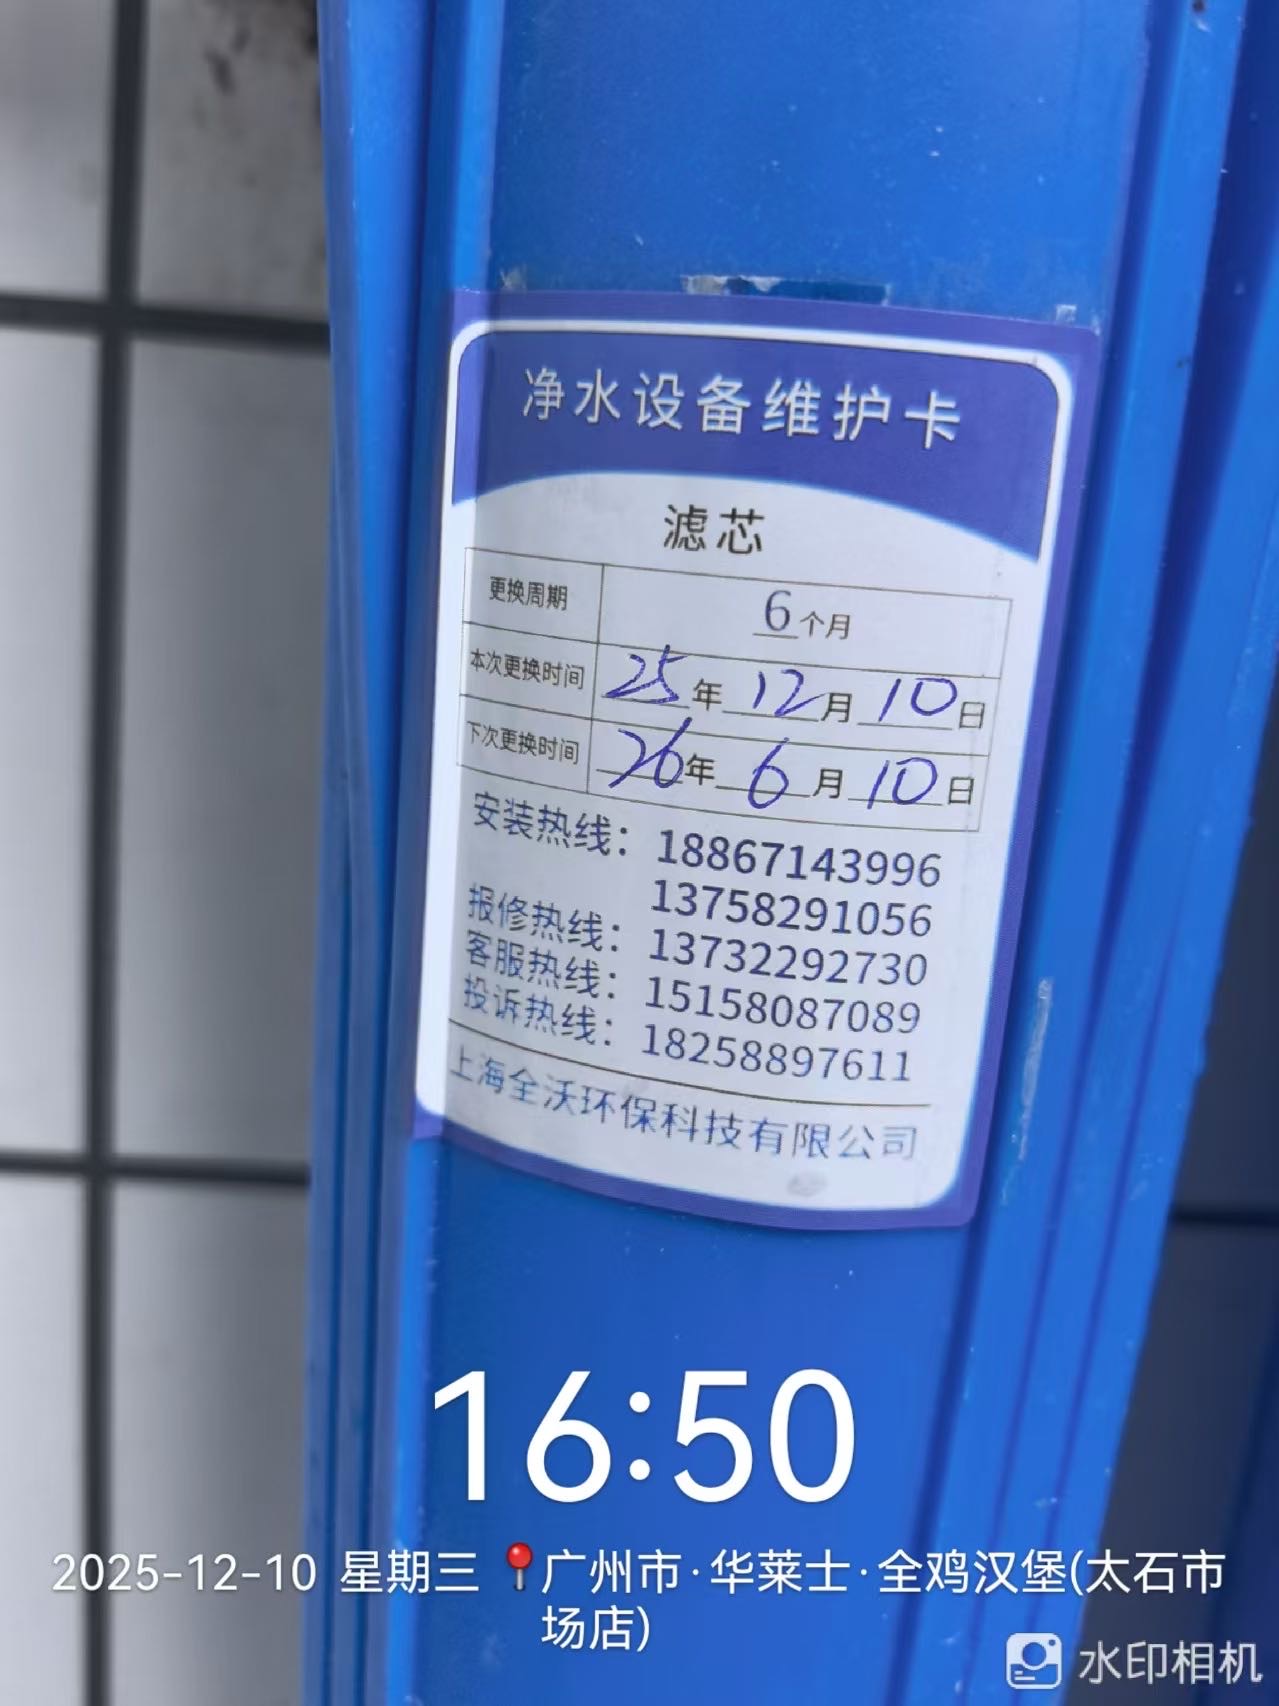 净水设备维护卡
滤芯
更换周期 6个月
本次更换时间 25年12月10日
下次更换时间 26年6月10日
安装热线：18867143996
13758291056
报修热线：13732292730
客服热线：15158087089
投诉热线：18258897611
上海全沃环保科技有限公司
16:50
2025-12-10 星期三 广州市·华莱士·全鸡汉堡(太石市
场店)
水印相机